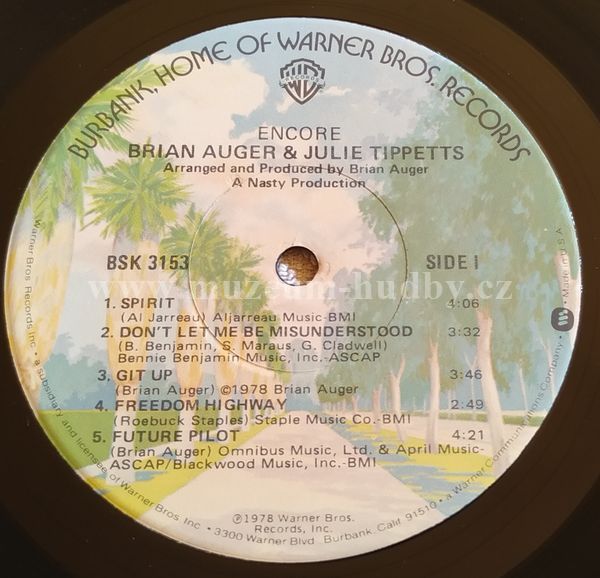 BURBANK, HOME OF WARNER BROS. RECORDS
RECORDS
ENCORE
BRIAN AUGER & JULIE TIPPETTS
Arranged and Produced by Brian Auger
A Nasty Production
BSK 3153
SIDE 1
www.muzeum-hudby.cz
1. SPIRIT 4:06
(Al Jarreau) Aljarreau Music-BMI
2. DON'T LET ME BE MISUNDERSTOOD 3:32
(B. Benjamin, S. Maraus, G. Cladwell)
Bennie Benjamin Music, Inc.-ASCAP
3. GIT UP 3:46
(Brian Auger) ©1978 Brian Auger
4. FREEDOM HIGHWAY 2:49
(Roebuck Staples) Staple Music Co.-BMI
5. FUTURE PILOT 4:21
(Brian Auger) Omnibus Music, Ltd. & April Music-
ASCAP/Blackwood Music, Inc.-BMI
℗1978 Warner Bros.
Records, Inc.
Warner Bros. Records Inc. • a subsidiary and licensee of Warner Bros. Inc. • 3300 Warner Blvd., Burbank, Calif. 91510 • a Warner Communications Company. • Made in U.S.A.